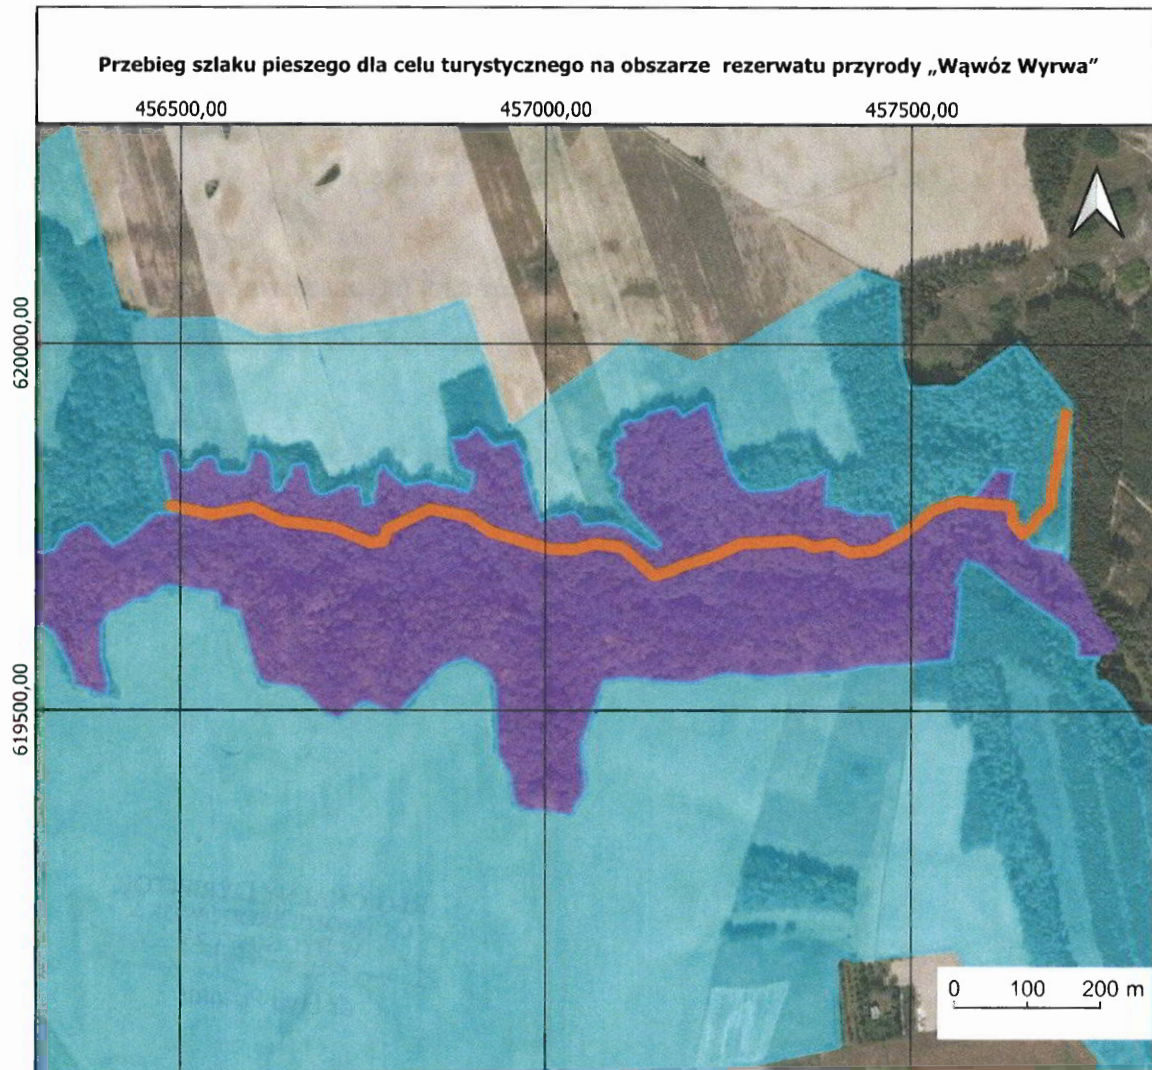 Przebieg szlaku pieszego dla celu turystycznego na obszarze rezerwatu przyrody „Wąwóz Wyrwa”
456500,00 457000,00 457500,00
620000,00
619500,00
0 100 200 m